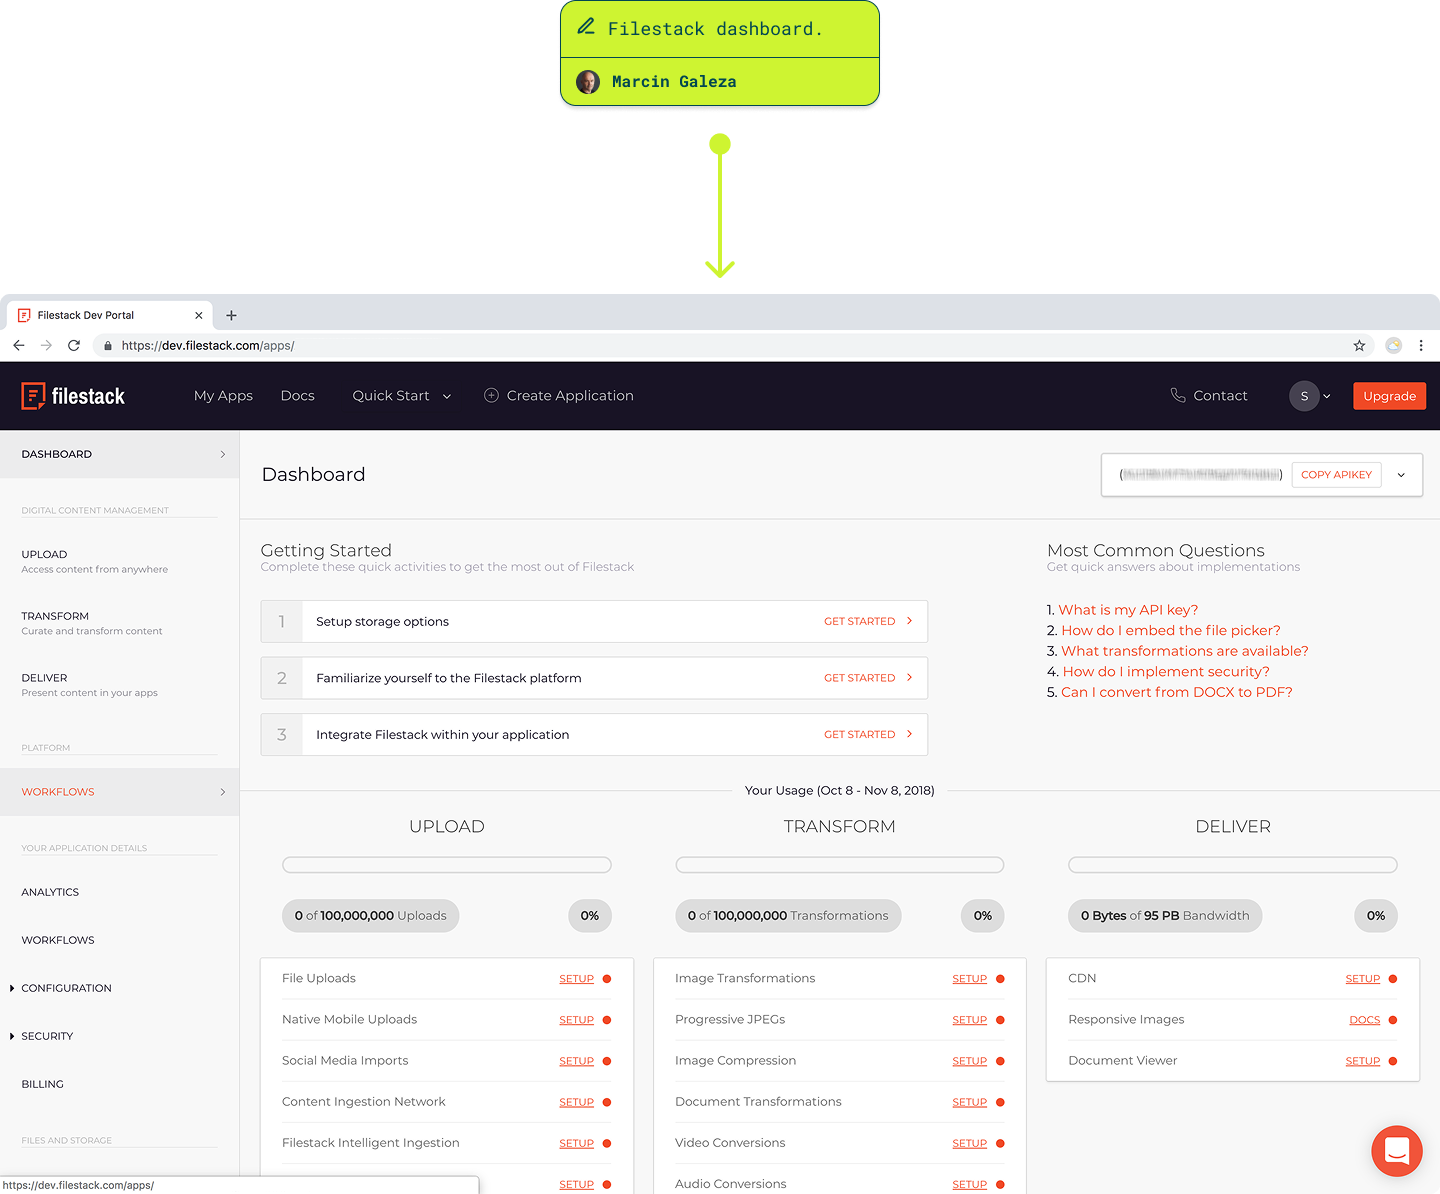 Filestack dashboard.
Marcin Galeza
Filestack Dev Portal
https://dev.filestack.com/apps/
filestack
My Apps
Docs
Quick Start
Create Application
Contact
S
Upgrade
DASHBOARD
DIGITAL CONTENT MANAGEMENT
UPLOAD
Access content from anywhere
TRANSFORM
Curate and transform content
DELIVER
Present content in your apps
PLATFORM
WORKFLOWS
YOUR APPLICATION DETAILS
ANALYTICS
WORKFLOWS
CONFIGURATION
SECURITY
BILLING
FILES AND STORAGE
https://dev.filestack.com/apps/
Dashboard
COPY APIKEY
Getting Started
Complete these quick activities to get the most out of Filestack
1 Setup storage options GET STARTED
2 Familiarize yourself to the Filestack platform GET STARTED
3 Integrate Filestack within your application GET STARTED
Most Common Questions
Get quick answers about implementations
1. What is my API key?
2. How do I embed the file picker?
3. What transformations are available?
4. How do I implement security?
5. Can I convert from DOCX to PDF?
Your Usage (Oct 8 - Nov 8, 2018)
UPLOAD
0 of 100,000,000 Uploads 0%
File Uploads SETUP
Native Mobile Uploads SETUP
Social Media Imports SETUP
Content Ingestion Network SETUP
Filestack Intelligent Ingestion SETUP
SETUP
TRANSFORM
0 of 100,000,000 Transformations 0%
Image Transformations SETUP
Progressive JPEGs SETUP
Image Compression SETUP
Document Transformations SETUP
Video Conversions SETUP
Audio Conversions SETUP
DELIVER
0 Bytes of 95 PB Bandwidth 0%
CDN SETUP
Responsive Images DOCS
Document Viewer SETUP